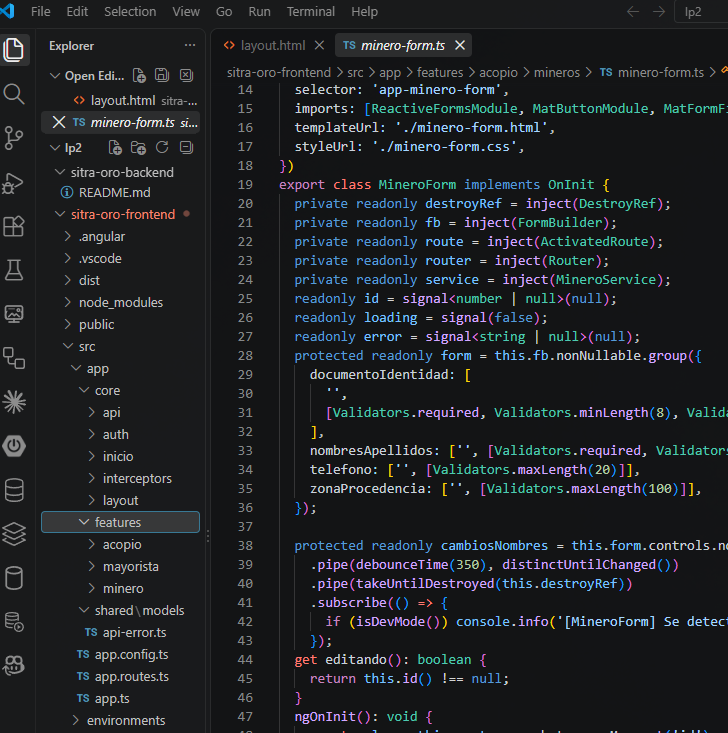 File Edit Selection View Go Run Terminal Help
lp2
Explorer
Open Edi...
layout.html sitra-...
minero-form.ts si...
lp2
sitra-oro-backend
README.md
sitra-oro-frontend
.angular
.vscode
dist
node_modules
public
src
app
core
api
auth
inicio
interceptors
layout
features
acopio
mayorista
minero
shared\models
TS api-error.ts
TS app.config.ts
TS app.routes.ts
TS app.ts
environments
layout.html
TS minero-form.ts
sitra-oro-frontend > src > app > features > acopio > mineros > TS minero-form.ts >
14 selector: 'app-minero-form',
15 imports: [ReactiveFormsModule, MatButtonModule, MatFormFi
16 templateUrl: './minero-form.html',
17 styleUrl: './minero-form.css',
18 })
19 export class MineroForm implements OnInit {
20 private readonly destroyRef = inject(DestroyRef);
21 private readonly fb = inject(FormBuilder);
22 private readonly route = inject(ActivatedRoute);
23 private readonly router = inject(Router);
24 private readonly service = inject(MineroService);
25 readonly id = signal<number | null>(null);
26 readonly loading = signal(false);
27 readonly error = signal<string | null>(null);
28 protected readonly form = this.fb.nonNullable.group({
29 documentoIdentidad: [
30 '',
31 [Validators.required, Validators.minLength(8), Valida
32 ],
33 nombresApellidos: ['', [Validators.required, Validators
34 telefono: ['', [Validators.maxLength(20)]],
35 zonaProcedencia: ['', [Validators.maxLength(100)]],
36 });
37
38 protected readonly cambiosNombres = this.form.controls.no
39 .pipe(debounceTime(350), distinctUntilChanged())
40 .pipe(takeUntilDestroyed(this.destroyRef))
41 .subscribe(() => {
42 if (isDevMode()) console.info('[MineroForm] Se detect
43 });
44 get editando(): boolean {
45 return this.id() !== null;
46 }
47 ngOnInit(): void {